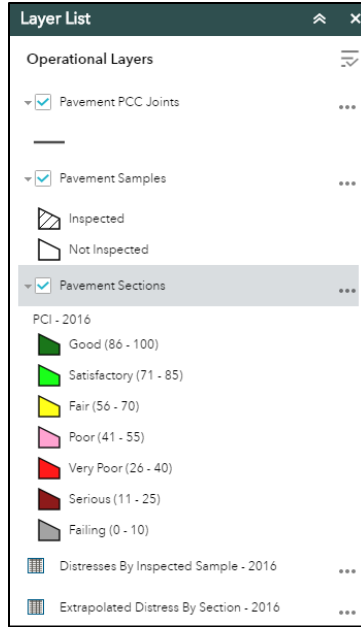 Layer List
Operational Layers
Pavement PCC Joints
Pavement Samples
Inspected
Not Inspected
Pavement Sections
PCI - 2016
Good (86 - 100)
Satisfactory (71 - 85)
Fair (56 - 70)
Poor (41 - 55)
Very Poor (26 - 40)
Serious (11 - 25)
Failing (0 - 10)
Distresses By Inspected Sample - 2016
Extrapolated Distress By Section - 2016